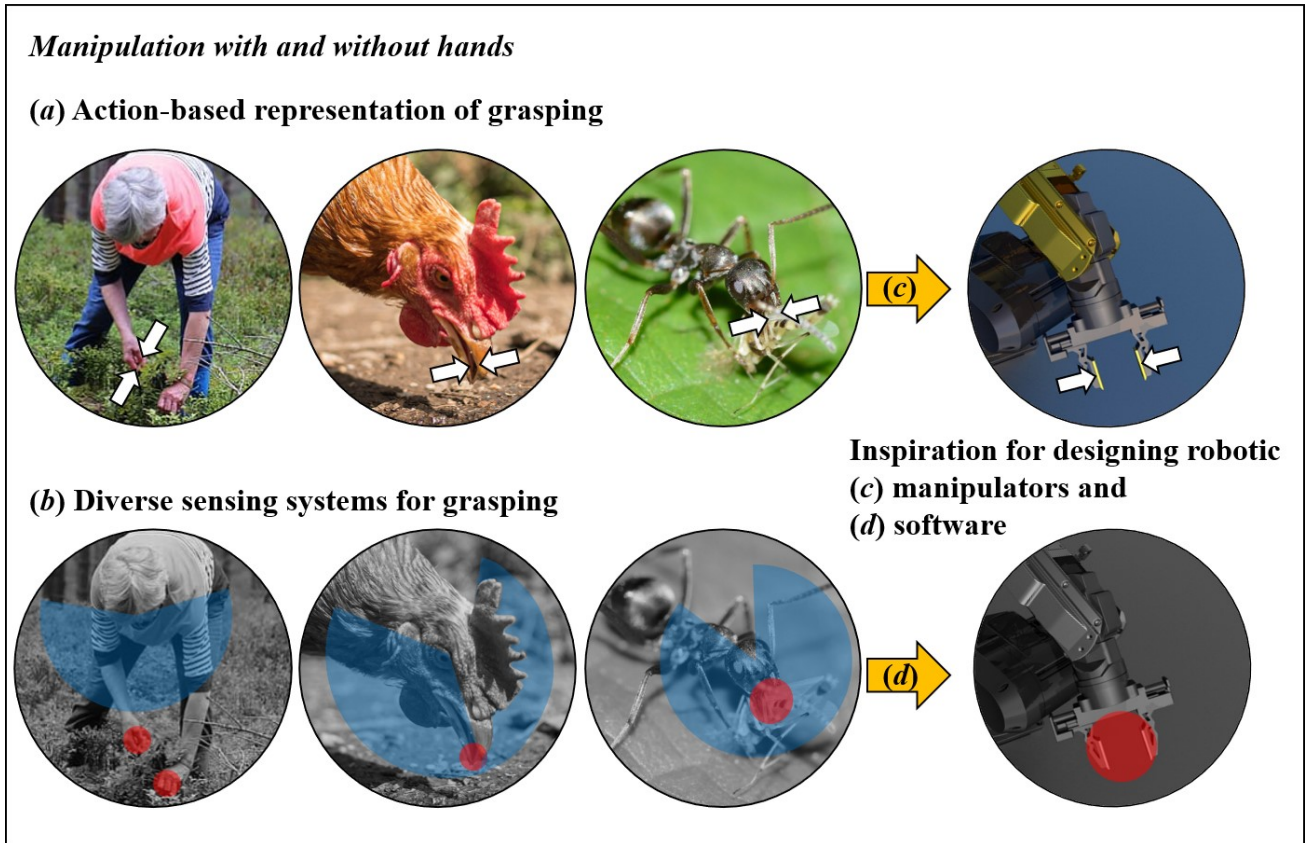 Manipulation with and without hands
(a) Action-based representation of grasping
(c)
Inspiration for designing robotic
(c) manipulators and
(d) software
(b) Diverse sensing systems for grasping
(d)